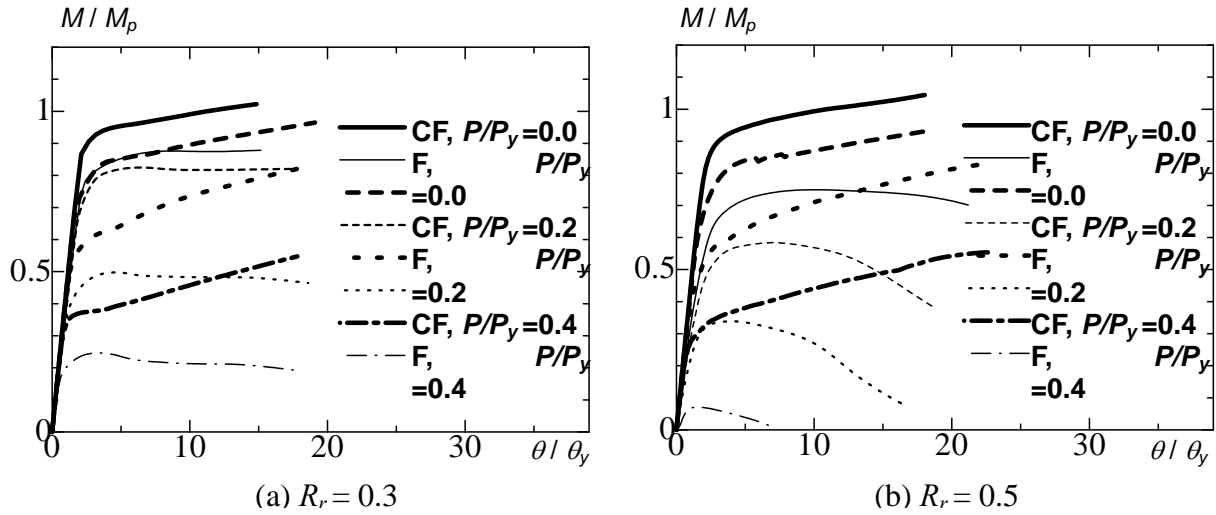 M / Mp
1
0.5
0
0 10 20 30 θ / θy
CF, P/Py=0.0
F, P/Py
=0.0
CF, P/Py=0.2
F, P/Py
=0.2
CF, P/Py=0.4
F, P/Py
=0.4
(a) Rr = 0.3
M / Mp
1
0.5
0
0 10 20 30 θ / θy
CF, P/Py=0.0
F, P/Py
=0.0
CF, P/Py=0.2
F, P/Py
=0.2
CF, P/Py=0.4
F, P/Py
=0.4
(b) Rr = 0.5